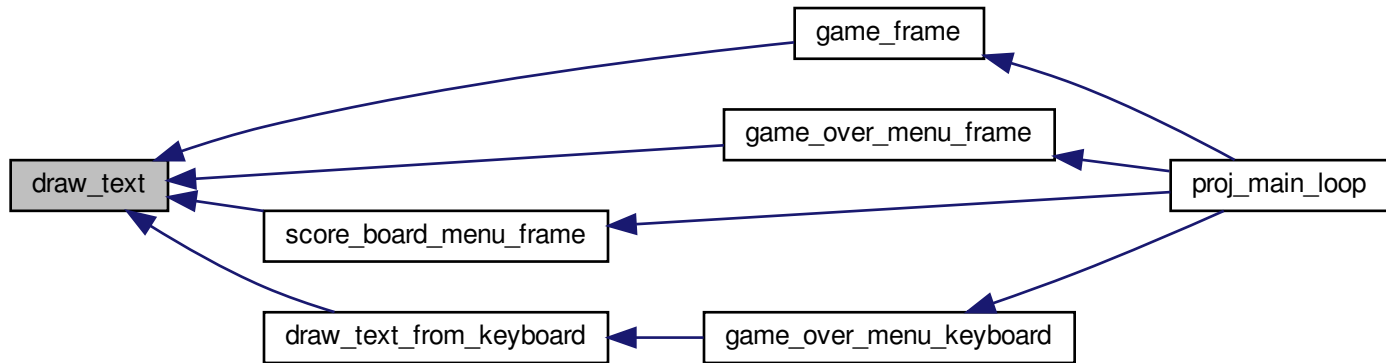 draw_text
game_frame
game_over_menu_frame
score_board_menu_frame
draw_text_from_keyboard
game_over_menu_keyboard
proj_main_loop